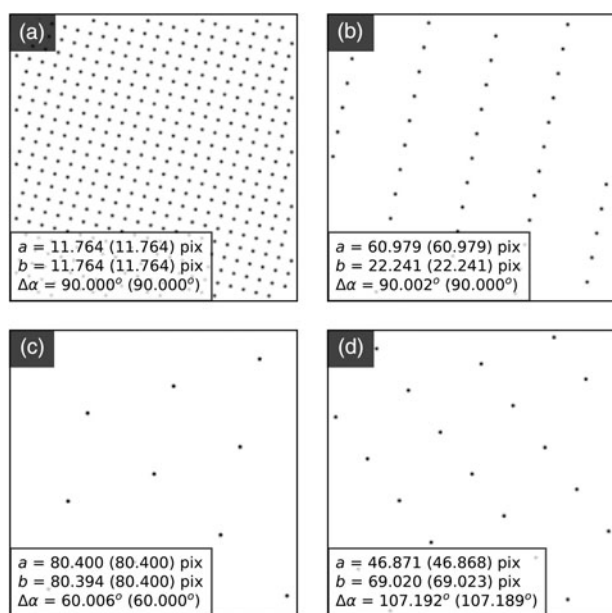 (a)
a = 11.764 (11.764) pix
b = 11.764 (11.764) pix
Δα = 90.000° (90.000°)
(b)
a = 60.979 (60.979) pix
b = 22.241 (22.241) pix
Δα = 90.002° (90.000°)
(c)
a = 80.400 (80.400) pix
b = 80.394 (80.400) pix
Δα = 60.006° (60.000°)
(d)
a = 46.871 (46.868) pix
b = 69.020 (69.023) pix
Δα = 107.192° (107.189°)